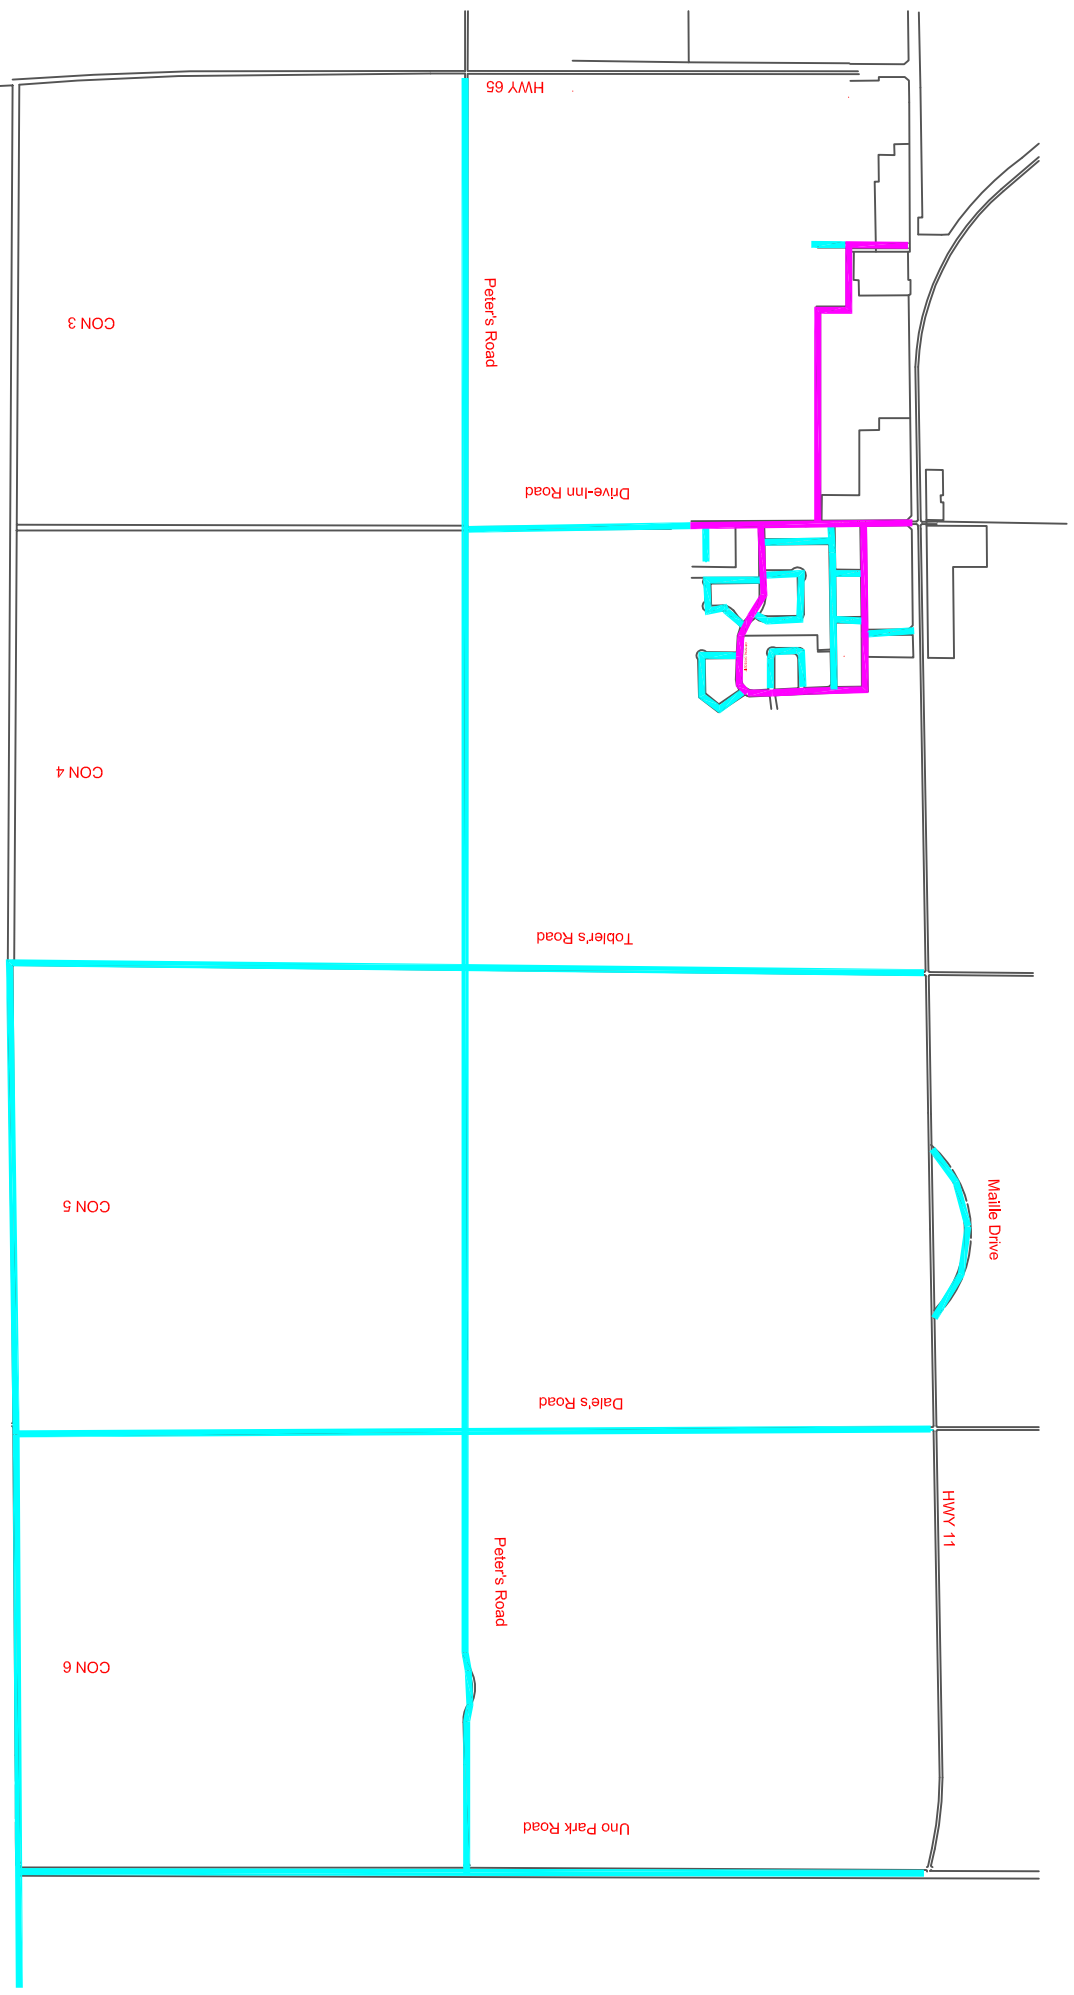 HWY 65
Peter's Road
CON 3
Drive-Inn Road
CON 4
Tobler's Road
CON 5
Maille Drive
Dale's Road
HWY 11
Peter's Road
CON 6
Uno Park Road